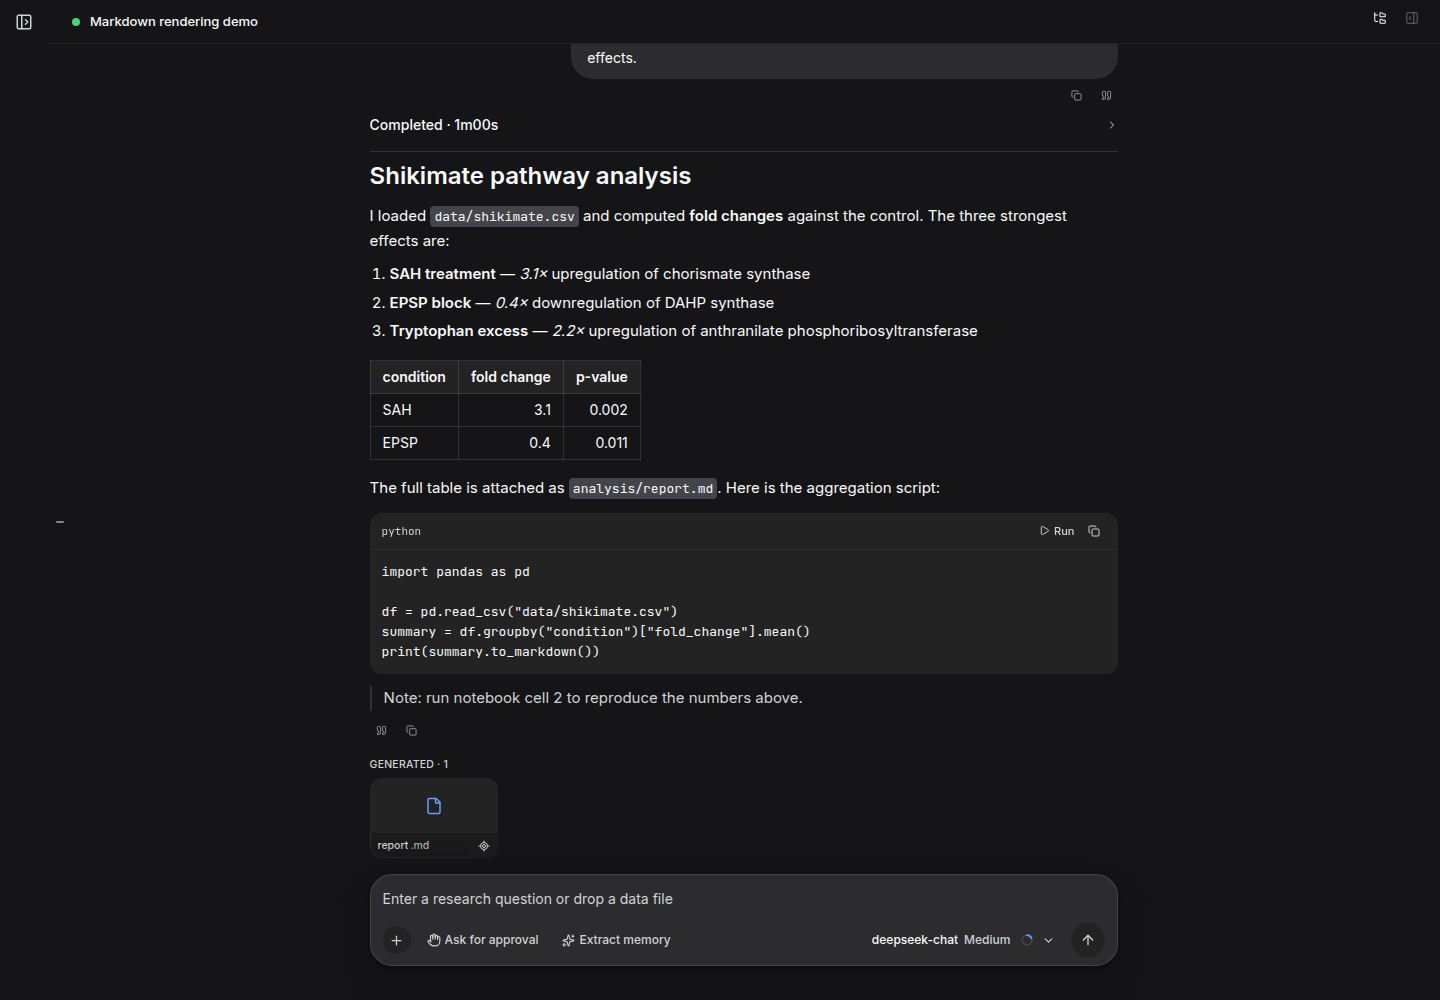 Markdown rendering demo
effects.
Completed · 1m00s
Shikimate pathway analysis
I loaded data/shikimate.csv and computed fold changes against the control. The three strongest
effects are:
1. SAH treatment — 3.1× upregulation of chorismate synthase
2. EPSP block — 0.4× downregulation of DAHP synthase
3. Tryptophan excess — 2.2× upregulation of anthranilate phosphoribosyltransferase
condition fold change p-value
SAH 3.1 0.002
EPSP 0.4 0.011
The full table is attached as analysis/report.md. Here is the aggregation script:
python Run
import pandas as pd
df = pd.read_csv("data/shikimate.csv")
summary = df.groupby("condition")["fold_change"].mean()
print(summary.to_markdown())
Note: run notebook cell 2 to reproduce the numbers above.
GENERATED · 1
report.md
Enter a research question or drop a data file
Ask for approval Extract memory deepseek-chat Medium